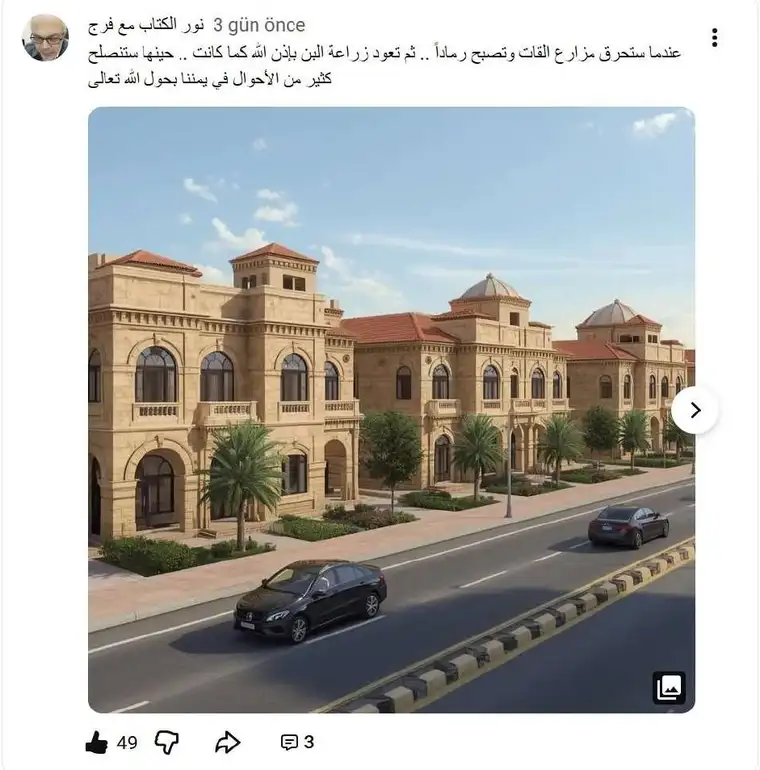 نور الكتاب مع فرج 3 gün önce
عندما ستحرق مزارع القات وتصبح رماداً .. ثم تعود زراعة البن بإذن الله كما كانت .. حينها ستنصلح
كثير من الأحوال في يمننا بحول الله تعالى
49 3